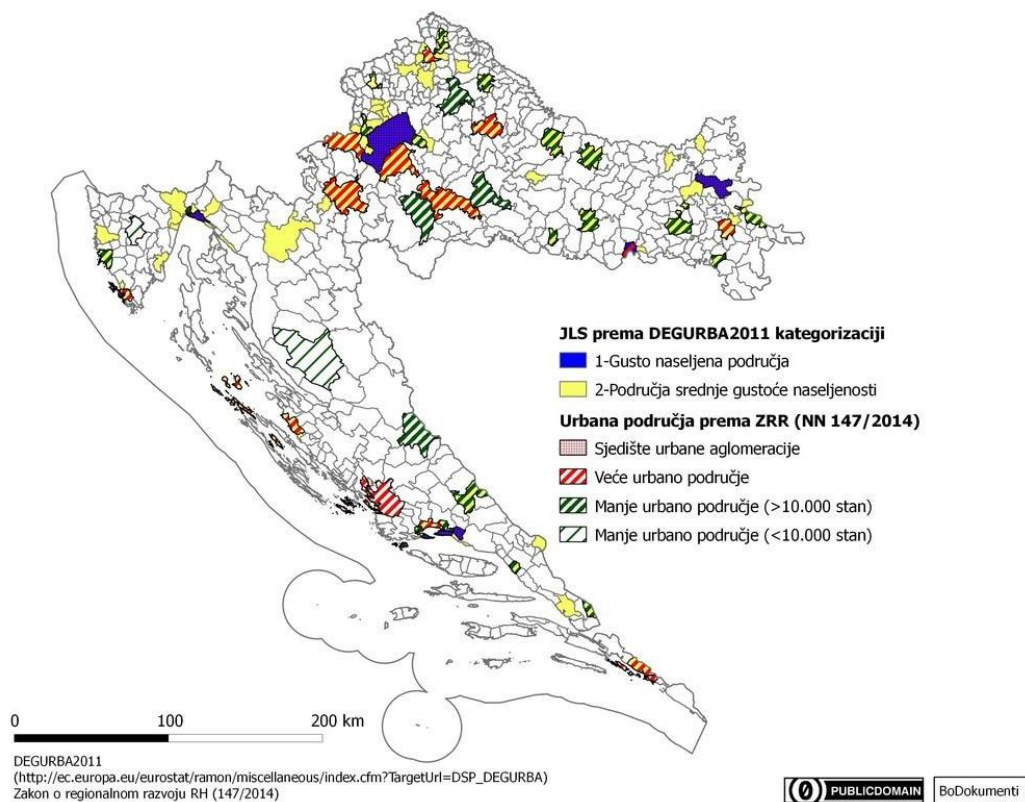 JLS prema DEGURBA2011 kategorizaciji
1-Gusto naseljena područja
2-Područja srednje gustoće naseljenosti
Urbana područja prema ZRR (NN 147/2014)
Sjedište urbane aglomeracije
Veće urbano područje
Manje urbano područje (>10.000 stan)
Manje urbano područje (<10.000 stan)
0 100 200 km
DEGURBA2011
(http://ec.europa.eu/eurostat/ramon/miscellaneous/index.cfm?TargetUrl=DSP_DEGURBA)
Zakon o regionalnom razvoju RH (147/2014)
0 PUBLICDOMAIN BoDokumenti